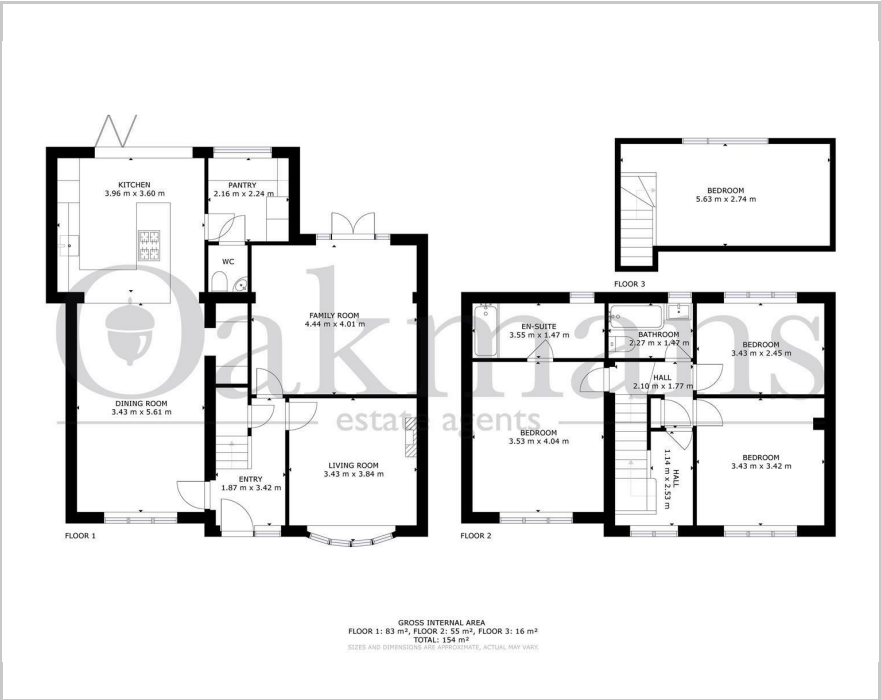 KITCHEN
3.96 m x 3.60 m
PANTRY
2.16 m x 2.24 m
WC
FAMILY ROOM
4.44 m x 4.01 m
DINING ROOM
3.43 m x 5.61 m
ENTRY
1.87 m x 3.42 m
LIVING ROOM
3.43 m x 3.84 m
FLOOR 1
BEDROOM
5.63 m x 2.74 m
FLOOR 3
EN-SUITE
3.55 m x 1.47 m
BATHROOM
2.27 m x 1.47 m
BEDROOM
3.43 m x 2.45 m
HALL
2.10 m x 1.77 m
BEDROOM
3.53 m x 4.04 m
HALL
1.14 m x 2.53 m
BEDROOM
3.43 m x 3.42 m
FLOOR 2
Oakmans
estate agents
GROSS INTERNAL AREA
FLOOR 1: 83 m², FLOOR 2: 55 m², FLOOR 3: 16 m²
TOTAL: 154 m²
SIZES AND DIMENSIONS ARE APPROXIMATE, ACTUAL MAY VARY.